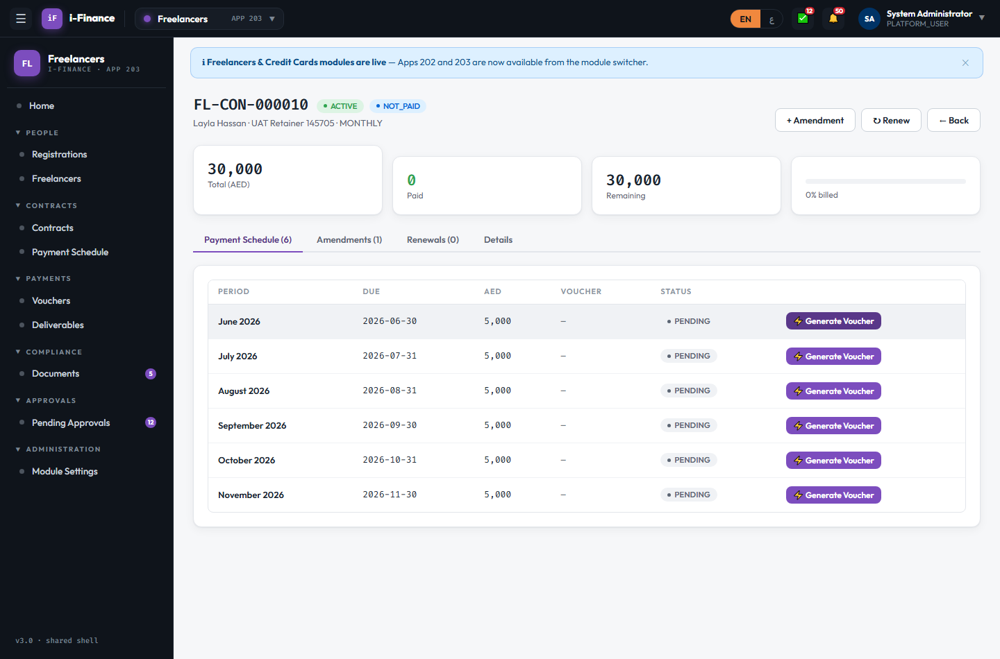 ☰ iF i-Finance Freelancers APP 203 ▼ EN ع ✅ 12 🔔 50 SA System Administrator ▼
PLATFORM_USER
FL Freelancers
I-FINANCE · APP 203
Home
▼ PEOPLE
Registrations
Freelancers
▼ CONTRACTS
Contracts
Payment Schedule
▼ PAYMENTS
Vouchers
Deliverables
▼ COMPLIANCE
Documents 5
▼ APPROVALS
Pending Approvals 12
▼ ADMINISTRATION
Module Settings
v3.0 · shared shell
ℹ Freelancers & Credit Cards modules are live — Apps 202 and 203 are now available from the module switcher. ×
FL-CON-000010 ACTIVE NOT_PAID
Layla Hassan · UAT Retainer 145705 · MONTHLY
+ Amendment ↻ Renew ← Back
30,000
Total (AED)
0
Paid
30,000
Remaining
0% billed
Payment Schedule (6) Amendments (1) Renewals (0) Details
PERIOD DUE AED VOUCHER STATUS
June 2026 2026-06-30 5,000 — PENDING ⚡ Generate Voucher
July 2026 2026-07-31 5,000 — PENDING ⚡ Generate Voucher
August 2026 2026-08-31 5,000 — PENDING ⚡ Generate Voucher
September 2026 2026-09-30 5,000 — PENDING ⚡ Generate Voucher
October 2026 2026-10-31 5,000 — PENDING ⚡ Generate Voucher
November 2026 2026-11-30 5,000 — PENDING ⚡ Generate Voucher